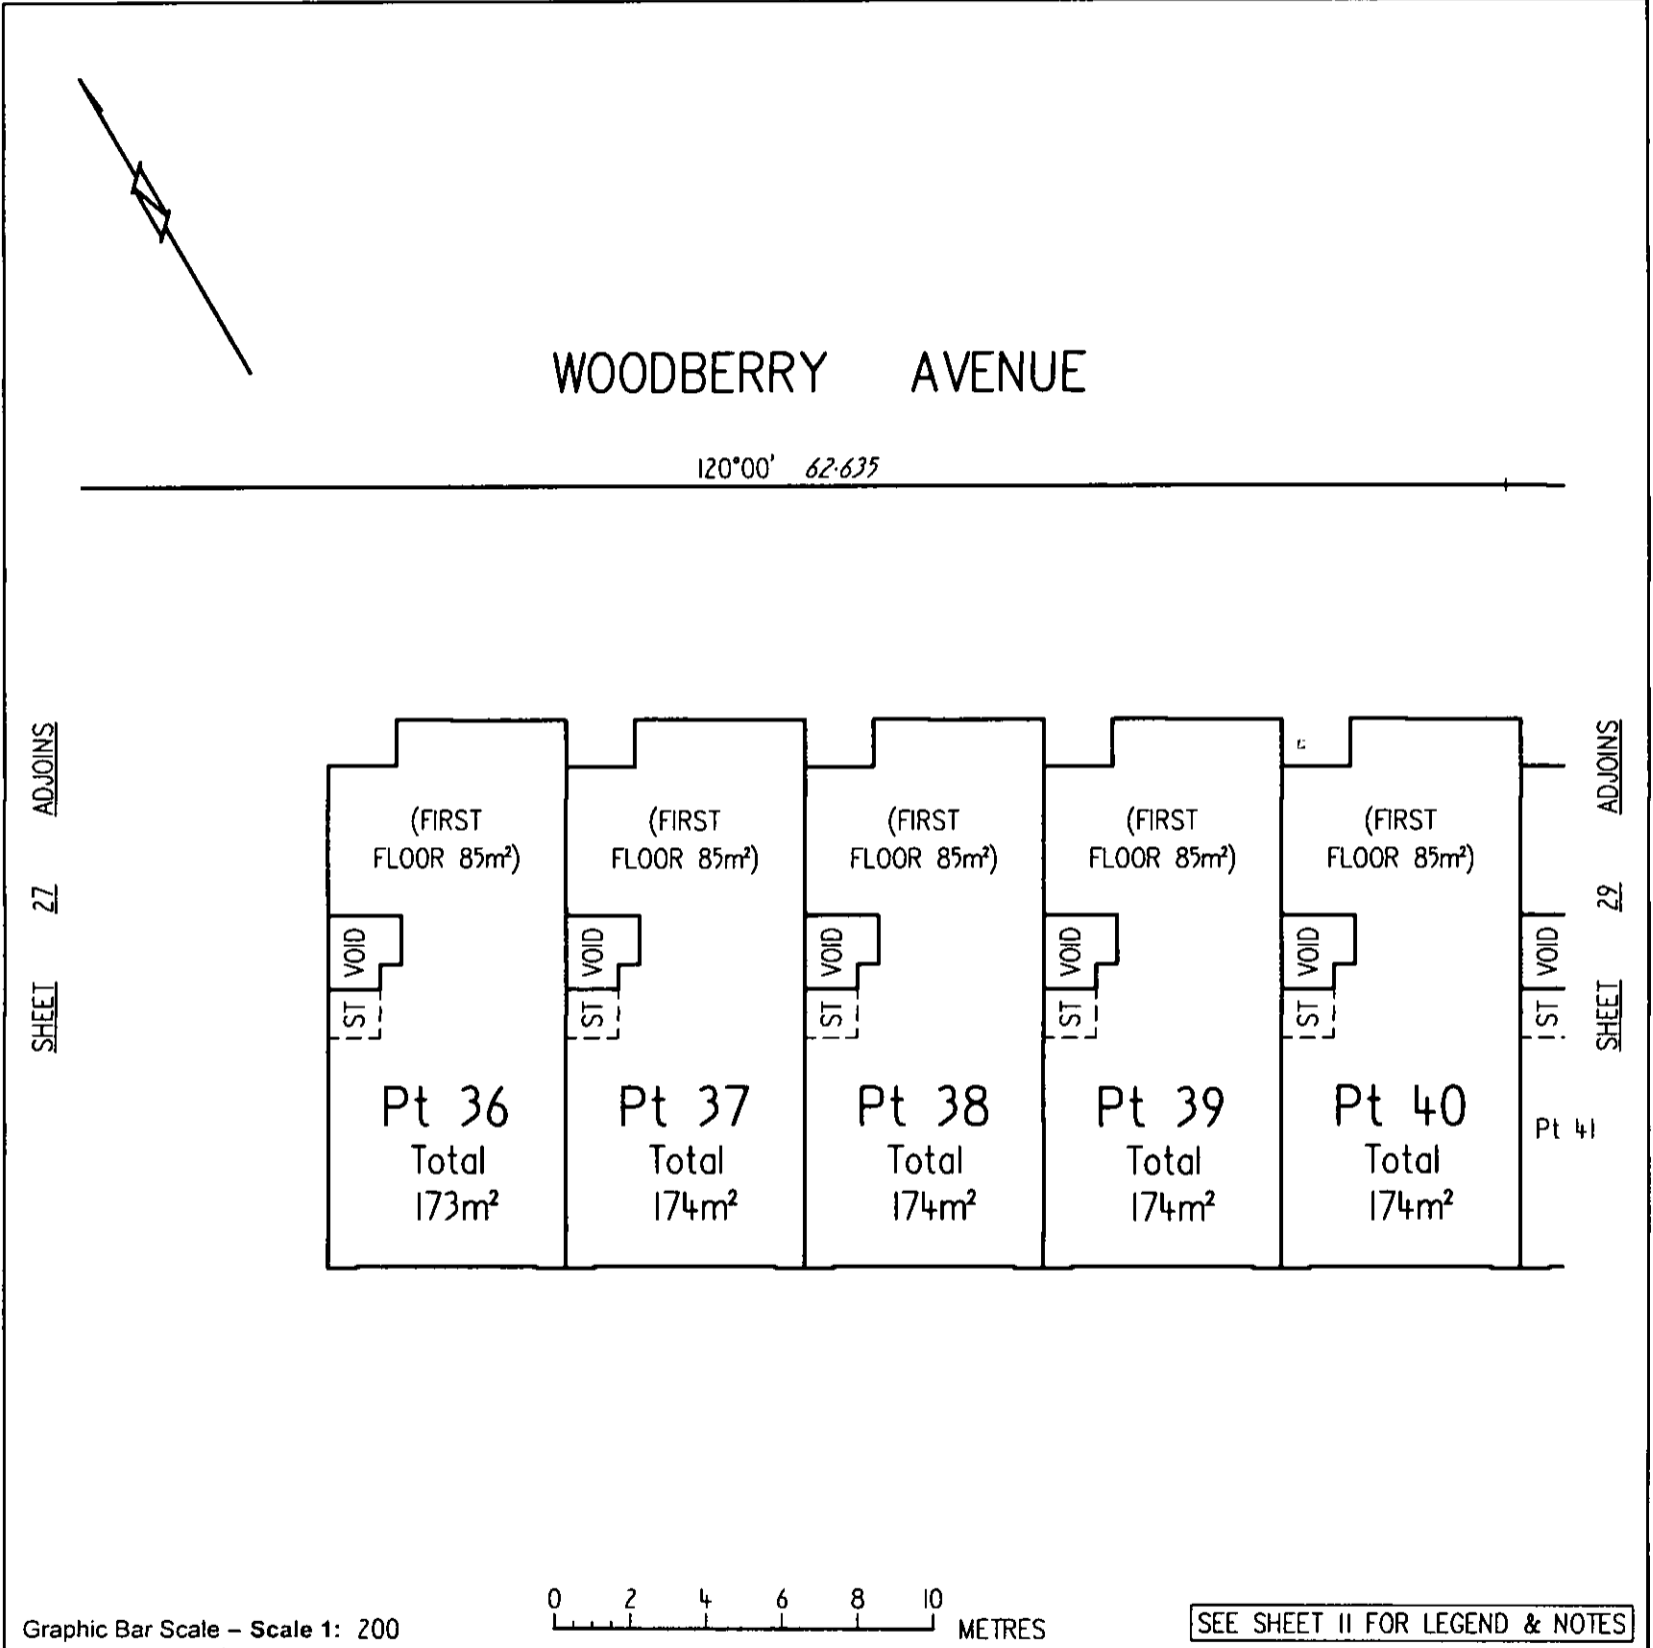 WOODBERRY AVENUE
120°00' 62·635
SHEET 27 ADJOINS
SHEET 29 ADJOINS
(FIRST
FLOOR 85m²)
VOID
ST
Pt 36
Total
173m²
(FIRST
FLOOR 85m²)
VOID
ST
Pt 37
Total
174m²
(FIRST
FLOOR 85m²)
VOID
ST
Pt 38
Total
174m²
(FIRST
FLOOR 85m²)
VOID
ST
Pt 39
Total
174m²
(FIRST
FLOOR 85m²)
VOID
ST
Pt 40
Total
174m²
VOID
ST
Pt 41
Graphic Bar Scale – Scale 1: 200
0 2 4 6 8 10
METRES
SEE SHEET 11 FOR LEGEND & NOTES